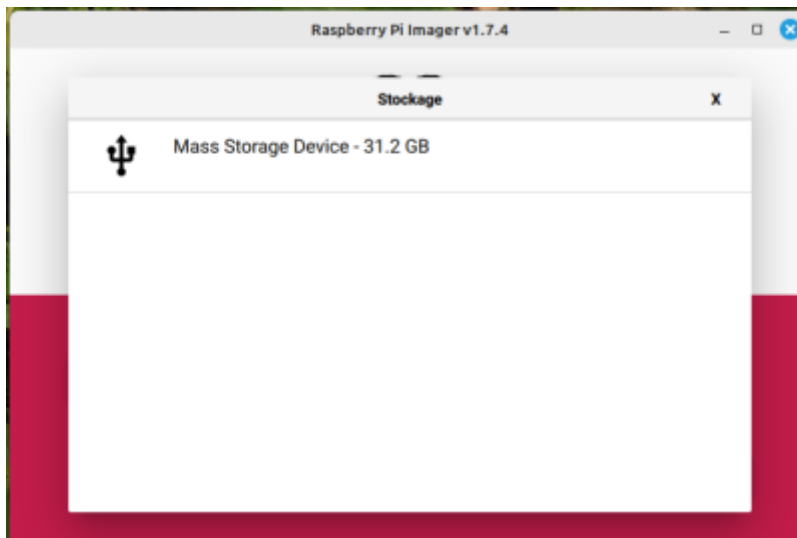 Raspberry Pi Imager v1.7.4
Stockage X
Mass Storage Device - 31.2 GB